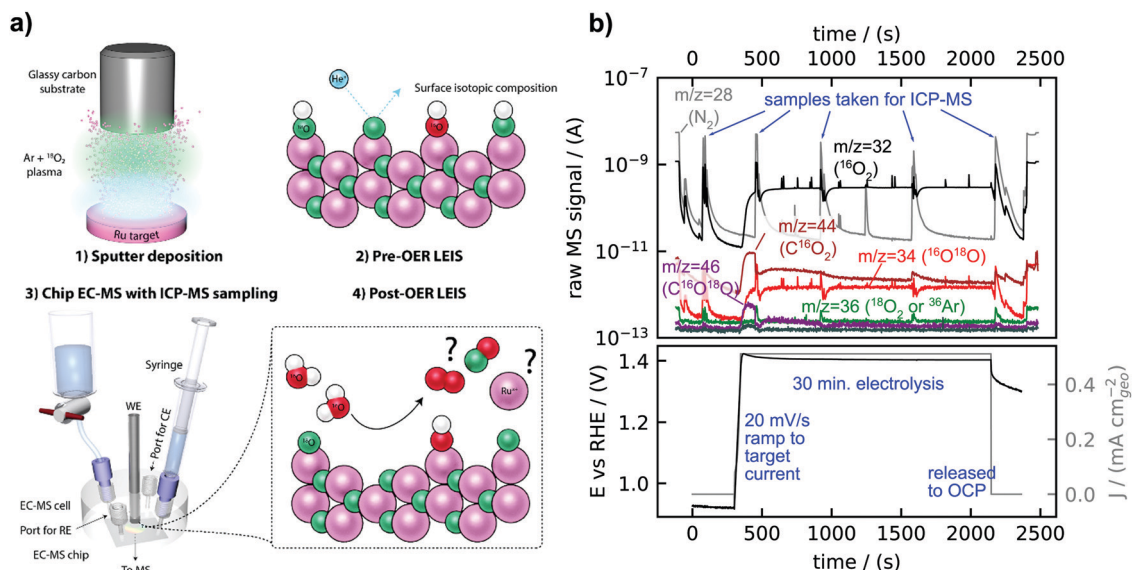 a)
Glassy carbon
substrate
Ar + ¹⁸O₂
plasma
Ru target
1) Sputter deposition
He⁺
Surface isotopic composition
¹⁸O
¹⁶O
2) Pre-OER LEIS
3) Chip EC-MS with ICP-MS sampling
Syringe
WE
Port for CE
EC-MS cell
Port for RE
EC-MS chip
To MS
4) Post-OER LEIS
¹⁶O
¹⁶O
?
?
Ruˣ⁺
¹⁸O
b)
time / (s)
0 500 1000 1500 2000 2500
10⁻⁷
10⁻⁹
10⁻¹¹
10⁻¹³
raw MS signal / (A)
m/z=28
(N₂)
samples taken for ICP-MS
m/z=32
(¹⁶O₂)
m/z=44
(C¹⁶O₂)
m/z=46
(C¹⁶O¹⁸O)
m/z=34 (¹⁶O¹⁸O)
m/z=36 (¹⁸O₂ or ³⁶Ar)
E vs RHE / (V)
1.4
1.2
1.0
30 min. electrolysis
20 mV/s
ramp to
target
current
released
to OCP
0.4
0.2
0.0
J / (mA cm⁻²geo)
0 500 1000 1500 2000 2500
time / (s)